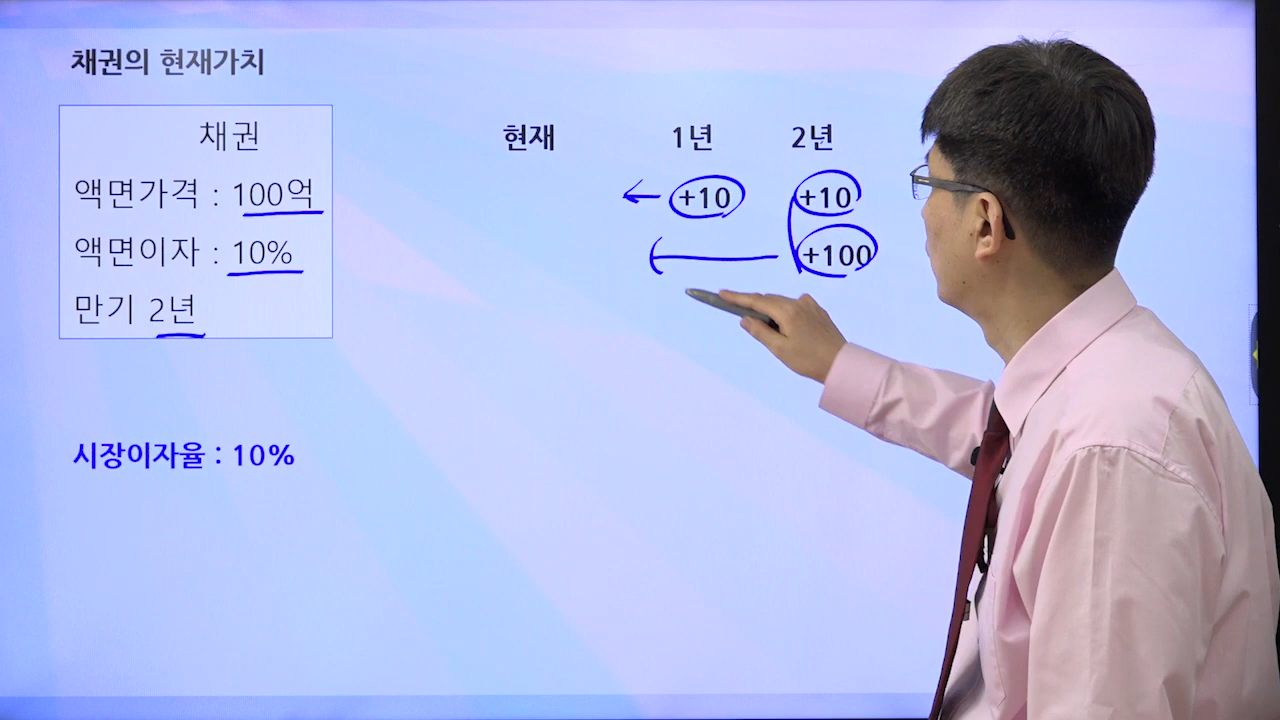 채권의 현재가치
채권
액면가격 : 100억
액면이자 : 10%
만기 2년
시장이자율 : 10%
현재 1년 2년
+10 +10
+100